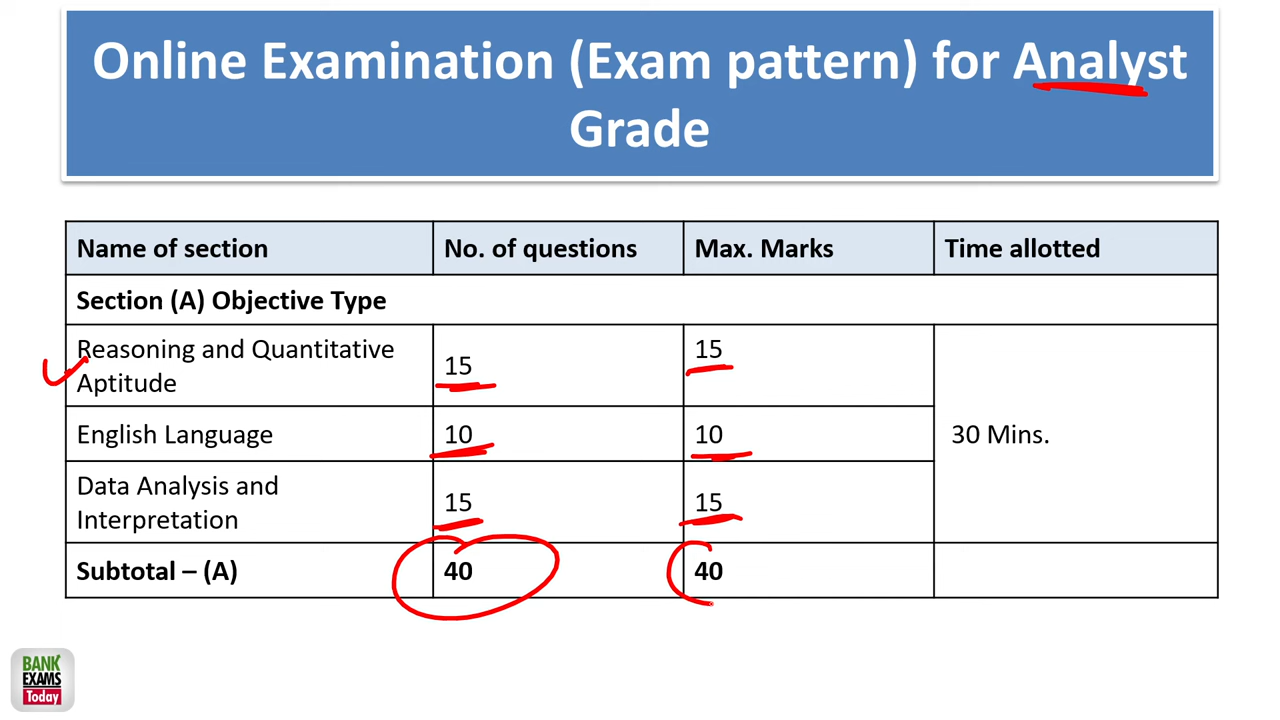 Online Examination (Exam pattern) for Analyst
Grade
Name of section No. of questions Max. Marks Time allotted
Section (A) Objective Type
Reasoning and Quantitative
Aptitude 15 15
English Language 10 10 30 Mins.
Data Analysis and
Interpretation 15 15
Subtotal – (A) 40 40
BANK
EXAMS
Today